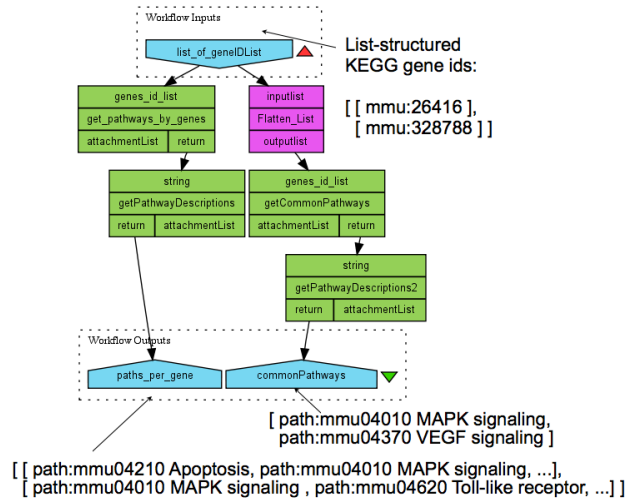 Workflow Inputs
list_of_geneIDList
List-structured
KEGG gene ids:
[ [ mmu:26416 ],
[ mmu:328788 ] ]
genes_id_list
get_pathways_by_genes
attachmentList return
inputlist
Flatten_List
outputlist
string
getPathwayDescriptions
return attachmentList
genes_id_list
getCommonPathways
attachmentList return
string
getPathwayDescriptions2
return attachmentList
Workflow Outputs
paths_per_gene
commonPathways
[ path:mmu04010 MAPK signaling,
path:mmu04370 VEGF signaling ]
[ [ path:mmu04210 Apoptosis, path:mmu04010 MAPK signaling, ...],
[ path:mmu04010 MAPK signaling , path:mmu04620 Toll-like receptor, ...] ]